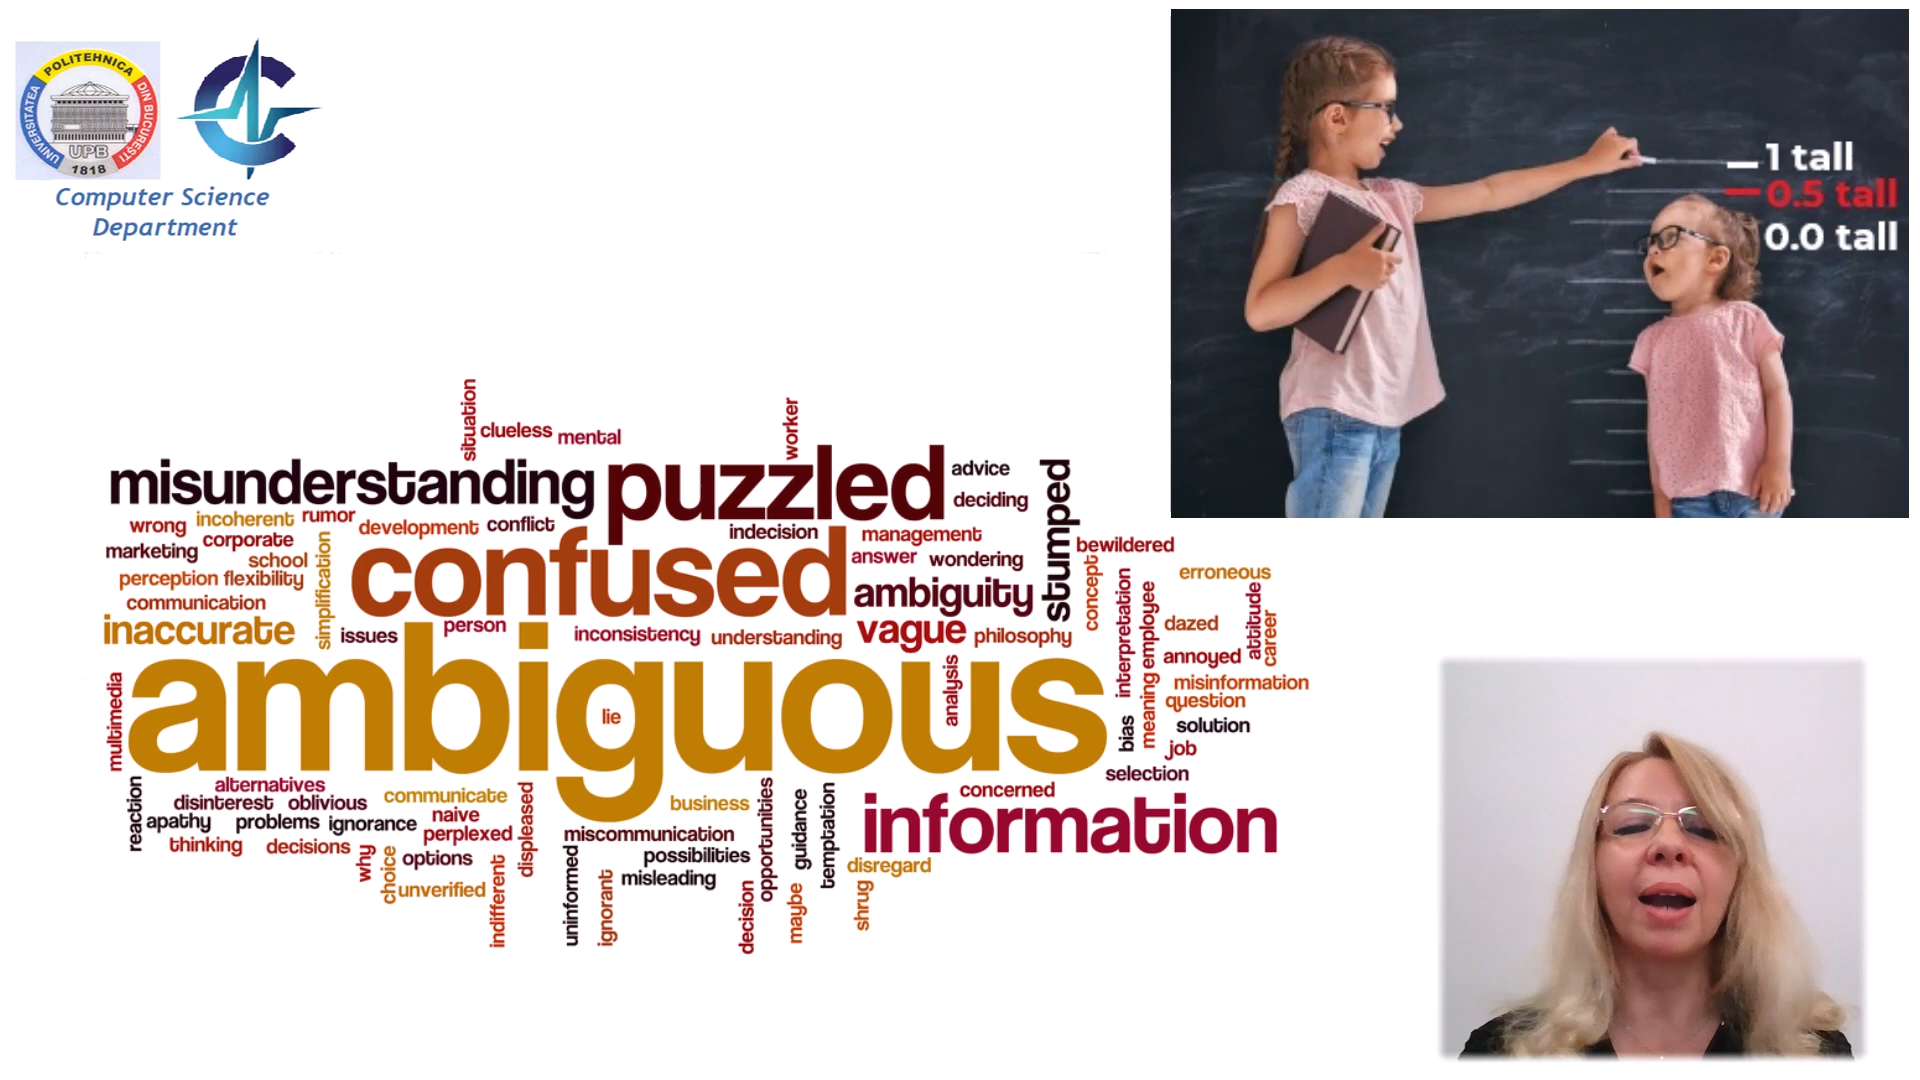 UNIVERSITATEA POLITEHNICA DIN BUCUREȘTI
UPB
1818
Computer Science
Department
1 tall
0.5 tall
0.0 tall
situation
clueless
mental
worker
misunderstanding
puzzled
advice
deciding
stumped
wrong
incoherent
rumor
development
conflict
indecision
management
bewildered
marketing
corporate
school
simplification
confused
answer
wondering
concept
erroneous
perception
flexibility
ambiguity
interpretation
communication
inaccurate
issues
person
inconsistency
understanding
vague
philosophy
employee
dazed
attitude
career
annoyed
multimedia
ambiguous
lie
analysis
bias
meaning
misinformation
question
solution
job
selection
reaction
alternatives
disinterest
oblivious
communicate
displeased
business
opportunities
guidance
temptation
concerned
information
apathy
problems
ignorance
naive
perplexed
miscommunication
thinking
decisions
why
choice
options
possibilities
disregard
unverified
indifferent
uninformed
ignorant
misleading
decision
maybe
shrug